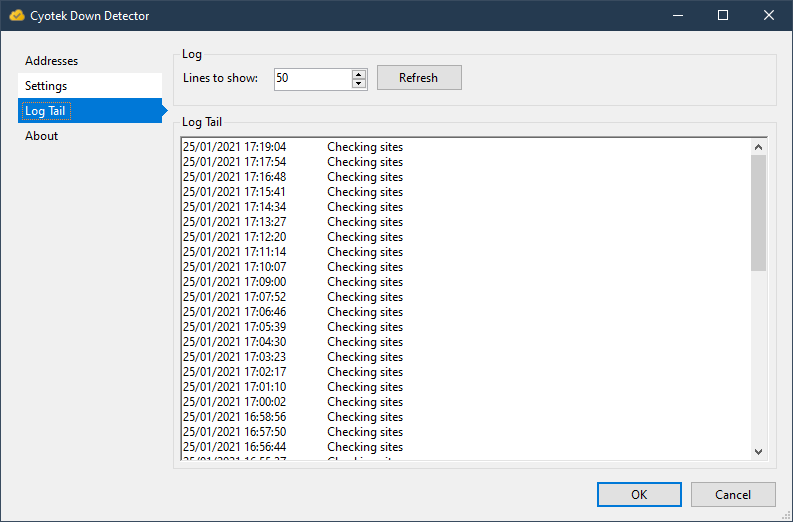 Cyotek Down Detector
Addresses
Settings
Log Tail
About
Log
Lines to show: 50 Refresh
Log Tail
25/01/2021 17:19:04 Checking sites
25/01/2021 17:17:54 Checking sites
25/01/2021 17:16:48 Checking sites
25/01/2021 17:15:41 Checking sites
25/01/2021 17:14:34 Checking sites
25/01/2021 17:13:27 Checking sites
25/01/2021 17:12:20 Checking sites
25/01/2021 17:11:14 Checking sites
25/01/2021 17:10:07 Checking sites
25/01/2021 17:09:00 Checking sites
25/01/2021 17:07:52 Checking sites
25/01/2021 17:06:46 Checking sites
25/01/2021 17:05:39 Checking sites
25/01/2021 17:04:30 Checking sites
25/01/2021 17:03:23 Checking sites
25/01/2021 17:02:17 Checking sites
25/01/2021 17:01:10 Checking sites
25/01/2021 17:00:02 Checking sites
25/01/2021 16:58:56 Checking sites
25/01/2021 16:57:50 Checking sites
25/01/2021 16:56:44 Checking sites
OK Cancel